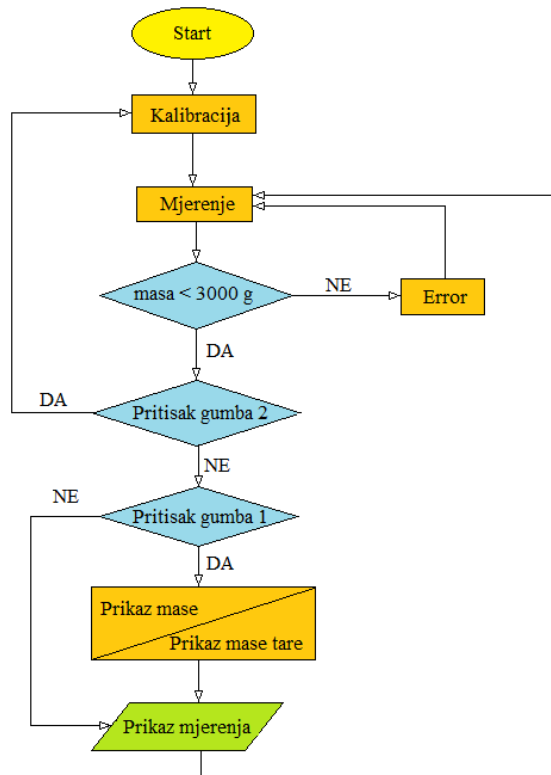 Start
Kalibracija
Mjerenje
masa < 3000 g
NE
Error
DA
DA
Pritisak gumba 2
NE
NE
Pritisak gumba 1
DA
Prikaz mase
Prikaz mase tare
Prikaz mjerenja